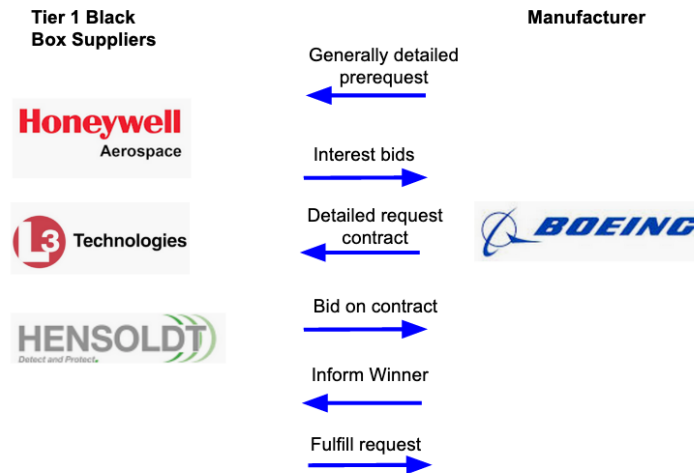 Tier 1 Black
Box Suppliers
Manufacturer
Generally detailed
prerequest
Honeywell
Aerospace
Interest bids
L3 Technologies
Detailed request
contract
BOEING
Bid on contract
HENSOLDT
Detect and Protect.
Inform Winner
Fulfill request